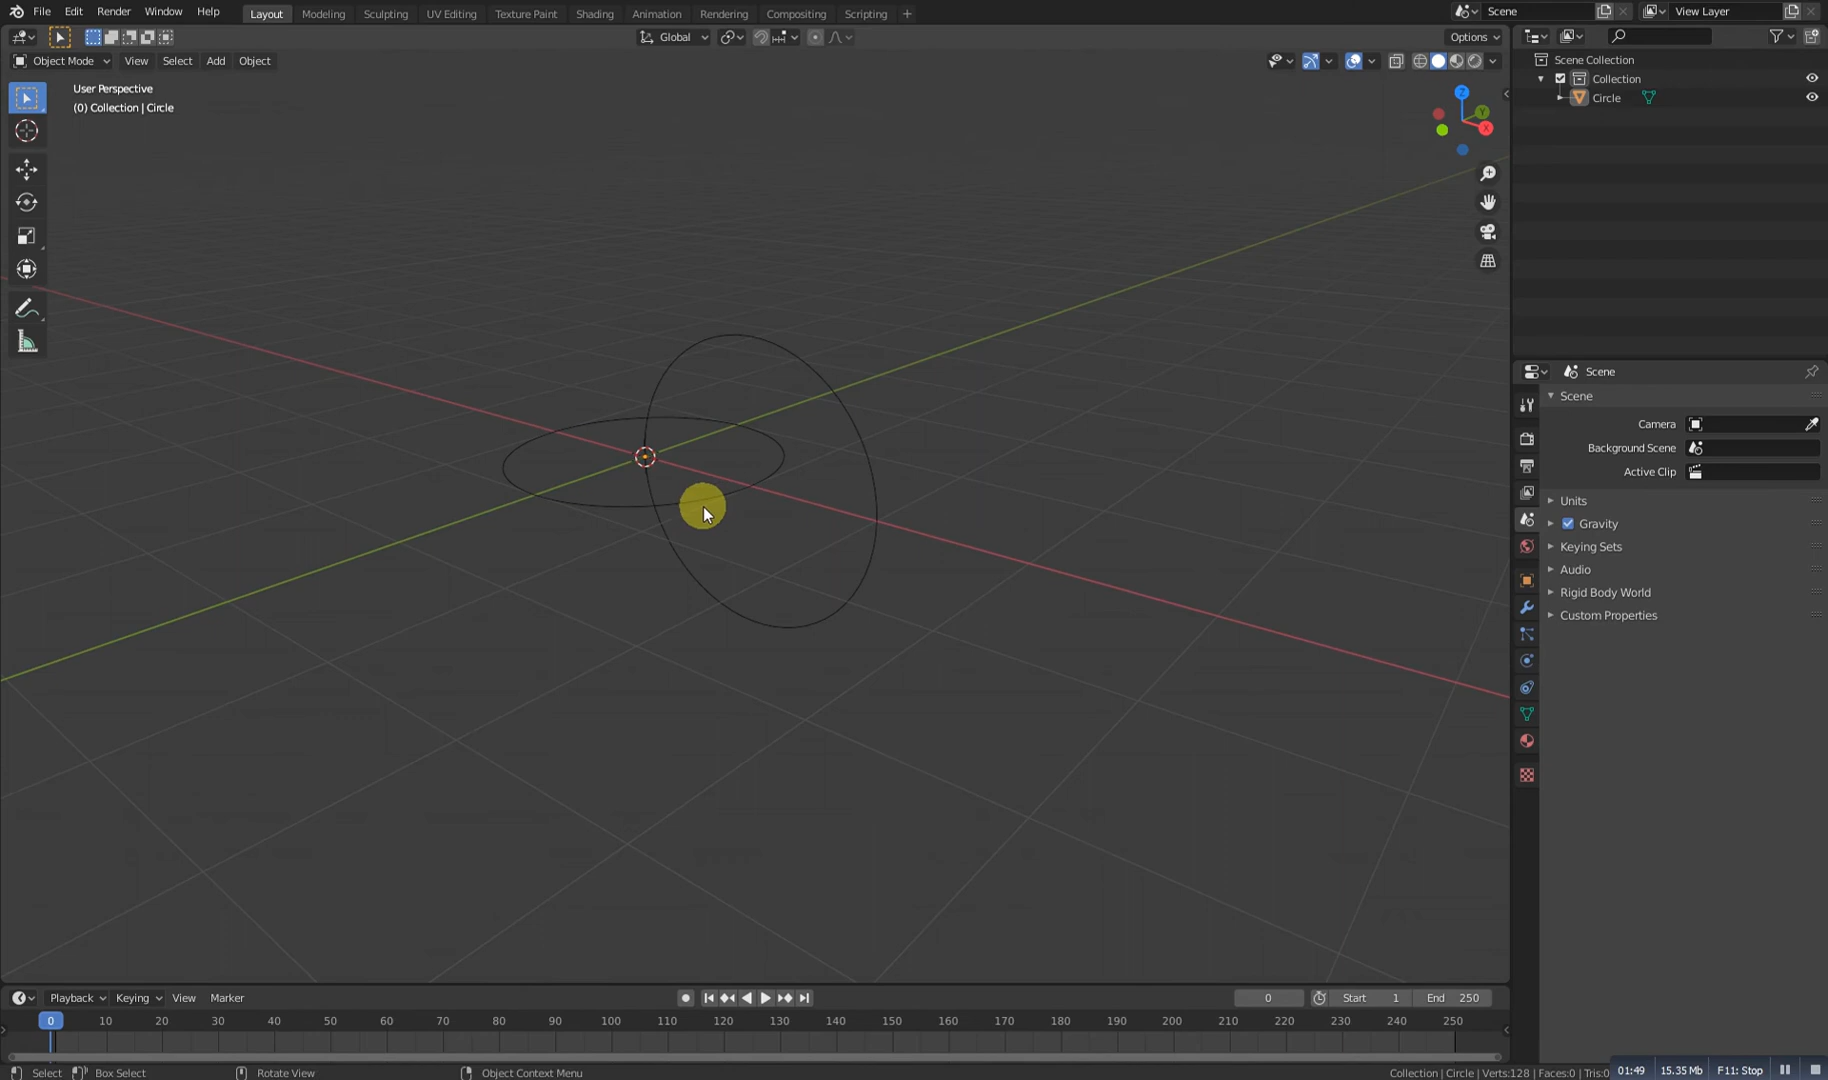 File Edit Render Window Help Layout Modeling Sculpting UV Editing Texture Paint Shading Animation Rendering Compositing Scripting + Scene View Layer
Global Options
Object Mode View Select Add Object
User Perspective
(0) Collection | Circle
Z
Y
X
Scene Collection
Collection
Circle
Scene
Scene
Camera
Background Scene
Active Clip
Units
Gravity
Keying Sets
Audio
Rigid Body World
Custom Properties
Playback Keying View Marker 0 Start 1 End 250
0 10 20 30 40 50 60 70 80 90 100 110 120 130 140 150 160 170 180 190 200 210 220 230 240 250
Select Box Select Rotate View Object Context Menu Collection | Circle | Verts:128 | Faces:0 | Tris:0 01:49 15.35 Mb F11: Stop